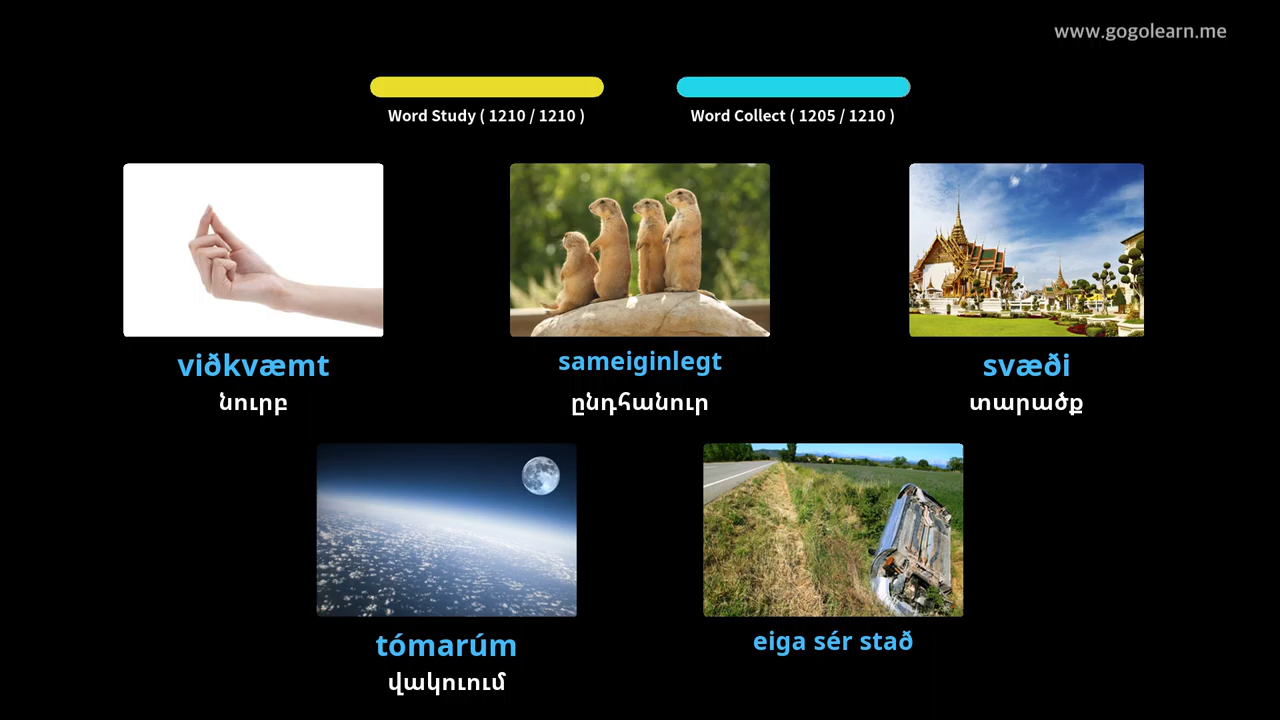 www.gogolearn.me
Word Study ( 1210 / 1210 )
Word Collect ( 1205 / 1210 )
viðkvæmt
նուրբ
sameiginlegt
ընդհանուր
svæði
տարածք
tómarúm
վակուում
eiga sér stað